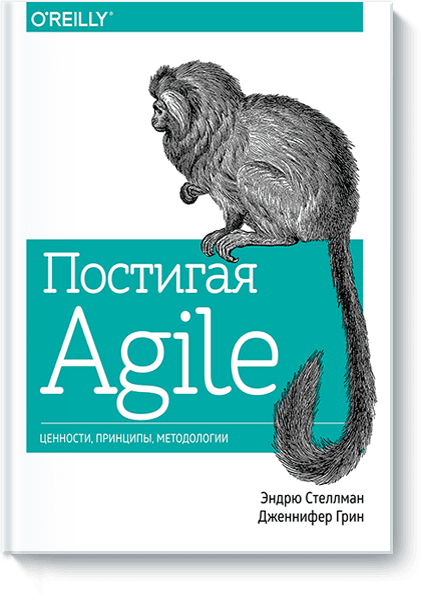 O'REILLY®
Постигая
Agile
ЦЕННОСТИ, ПРИНЦИПЫ, МЕТОДОЛОГИИ
Эндрю Стеллман
Дженнифер Грин